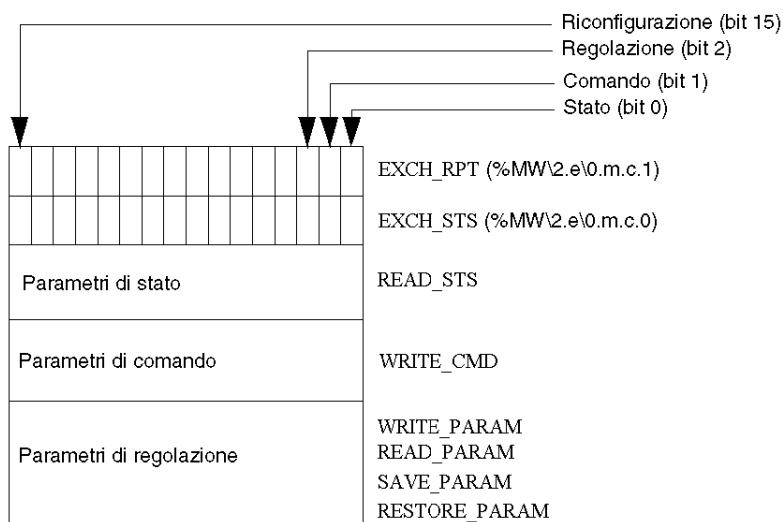 Riconfigurazione (bit 15)
Regolazione (bit 2)
Comando (bit 1)
Stato (bit 0)
EXCH_RPT (%MW\2.e\0.m.c.1)
EXCH_STS (%MW\2.e\0.m.c.0)
Parametri di stato READ_STS
Parametri di comando WRITE_CMD
WRITE_PARAM
Parametri di regolazione READ_PARAM
SAVE_PARAM
RESTORE_PARAM